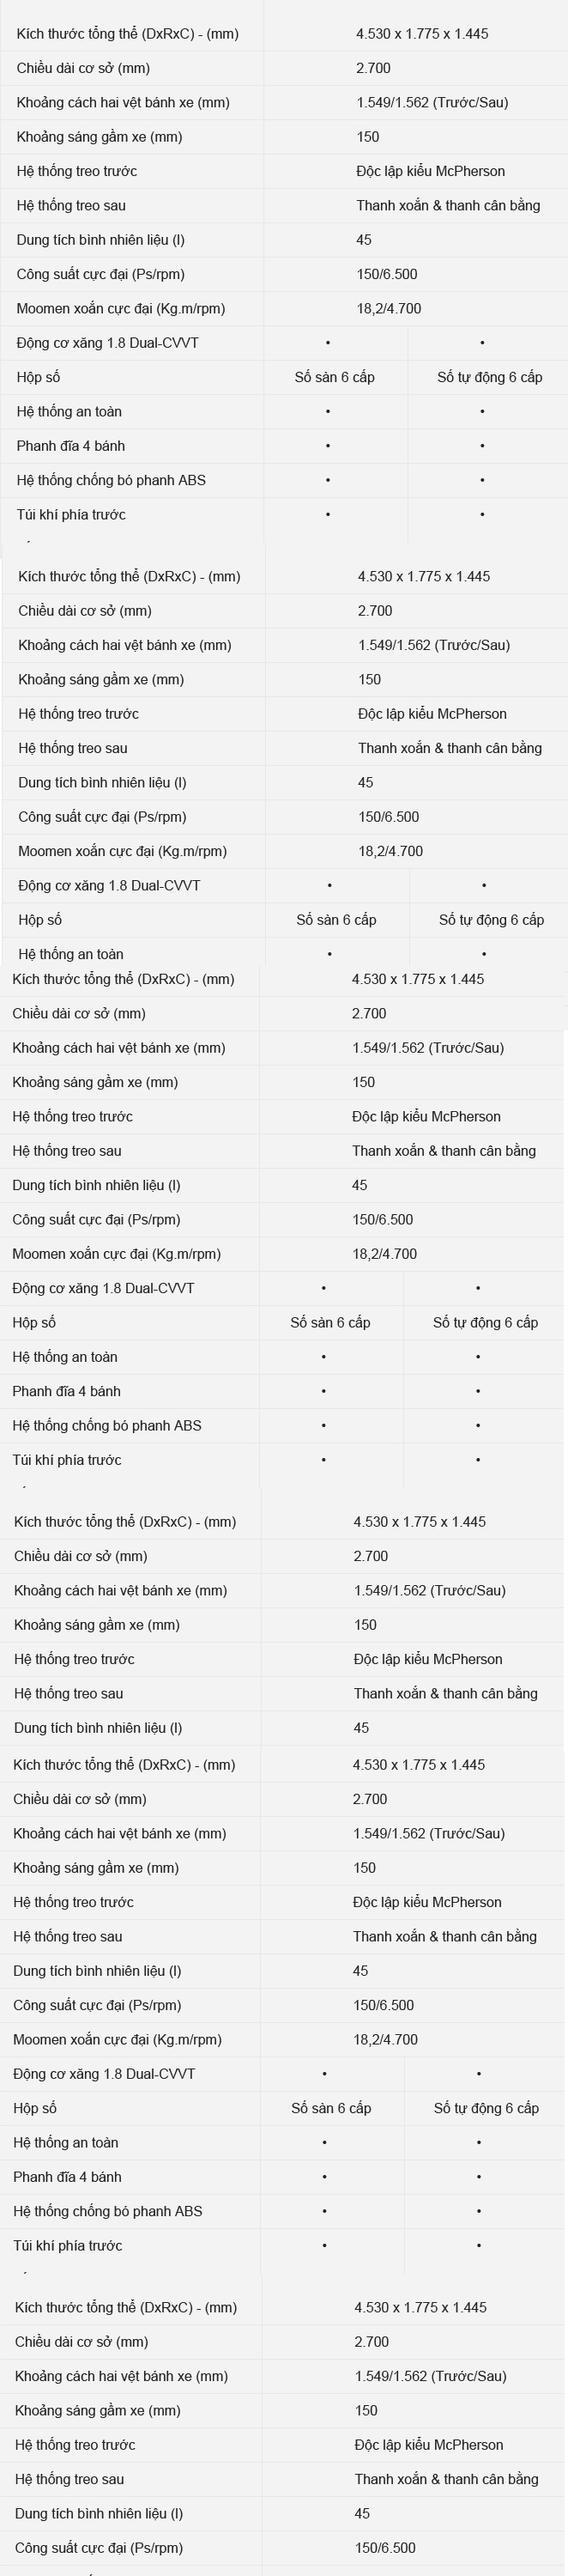 Kích thước tổng thể (DxRxC) - (mm) 4.530 x 1.775 x 1.445
Chiều dài cơ sở (mm) 2.700
Khoảng cách hai vệt bánh xe (mm) 1.549/1.562 (Trước/Sau)
Khoảng sáng gầm xe (mm) 150
Hệ thống treo trước Độc lập kiểu McPherson
Hệ thống treo sau Thanh xoắn & thanh cân bằng
Dung tích bình nhiên liệu (l) 45
Công suất cực đại (Ps/rpm) 150/6.500
Moomen xoắn cực đại (Kg.m/rpm) 18,2/4.700
Động cơ xăng 1.8 Dual-CVVT • •
Hộp số Số sàn 6 cấp Số tự động 6 cấp
Hệ thống an toàn • •
Phanh đĩa 4 bánh • •
Hệ thống chống bó phanh ABS • •
Túi khí phía trước • •
Kích thước tổng thể (DxRxC) - (mm) 4.530 x 1.775 x 1.445
Chiều dài cơ sở (mm) 2.700
Khoảng cách hai vệt bánh xe (mm) 1.549/1.562 (Trước/Sau)
Khoảng sáng gầm xe (mm) 150
Hệ thống treo trước Độc lập kiểu McPherson
Hệ thống treo sau Thanh xoắn & thanh cân bằng
Dung tích bình nhiên liệu (l) 45
Công suất cực đại (Ps/rpm) 150/6.500
Moomen xoắn cực đại (Kg.m/rpm) 18,2/4.700
Động cơ xăng 1.8 Dual-CVVT • •
Hộp số Số sàn 6 cấp Số tự động 6 cấp
Hệ thống an toàn • •
Kích thước tổng thể (DxRxC) - (mm) 4.530 x 1.775 x 1.445
Chiều dài cơ sở (mm) 2.700
Khoảng cách hai vệt bánh xe (mm) 1.549/1.562 (Trước/Sau)
Khoảng sáng gầm xe (mm) 150
Hệ thống treo trước Độc lập kiểu McPherson
Hệ thống treo sau Thanh xoắn & thanh cân bằng
Dung tích bình nhiên liệu (l) 45
Công suất cực đại (Ps/rpm) 150/6.500
Moomen xoắn cực đại (Kg.m/rpm) 18,2/4.700
Động cơ xăng 1.8 Dual-CVVT • •
Hộp số Số sàn 6 cấp Số tự động 6 cấp
Hệ thống an toàn • •
Phanh đĩa 4 bánh • •
Hệ thống chống bó phanh ABS • •
Túi khí phía trước • •
Kích thước tổng thể (DxRxC) - (mm) 4.530 x 1.775 x 1.445
Chiều dài cơ sở (mm) 2.700
Khoảng cách hai vệt bánh xe (mm) 1.549/1.562 (Trước/Sau)
Khoảng sáng gầm xe (mm) 150
Hệ thống treo trước Độc lập kiểu McPherson
Hệ thống treo sau Thanh xoắn & thanh cân bằng
Dung tích bình nhiên liệu (l) 45
Kích thước tổng thể (DxRxC) - (mm) 4.530 x 1.775 x 1.445
Chiều dài cơ sở (mm) 2.700
Khoảng cách hai vệt bánh xe (mm) 1.549/1.562 (Trước/Sau)
Khoảng sáng gầm xe (mm) 150
Hệ thống treo trước Độc lập kiểu McPherson
Hệ thống treo sau Thanh xoắn & thanh cân bằng
Dung tích bình nhiên liệu (l) 45
Công suất cực đại (Ps/rpm) 150/6.500
Moomen xoắn cực đại (Kg.m/rpm) 18,2/4.700
Động cơ xăng 1.8 Dual-CVVT • •
Hộp số Số sàn 6 cấp Số tự động 6 cấp
Hệ thống an toàn • •
Phanh đĩa 4 bánh • •
Hệ thống chống bó phanh ABS • •
Túi khí phía trước • •
Kích thước tổng thể (DxRxC) - (mm) 4.530 x 1.775 x 1.445
Chiều dài cơ sở (mm) 2.700
Khoảng cách hai vệt bánh xe (mm) 1.549/1.562 (Trước/Sau)
Khoảng sáng gầm xe (mm) 150
Hệ thống treo trước Độc lập kiểu McPherson
Hệ thống treo sau Thanh xoắn & thanh cân bằng
Dung tích bình nhiên liệu (l) 45
Công suất cực đại (Ps/rpm) 150/6.500